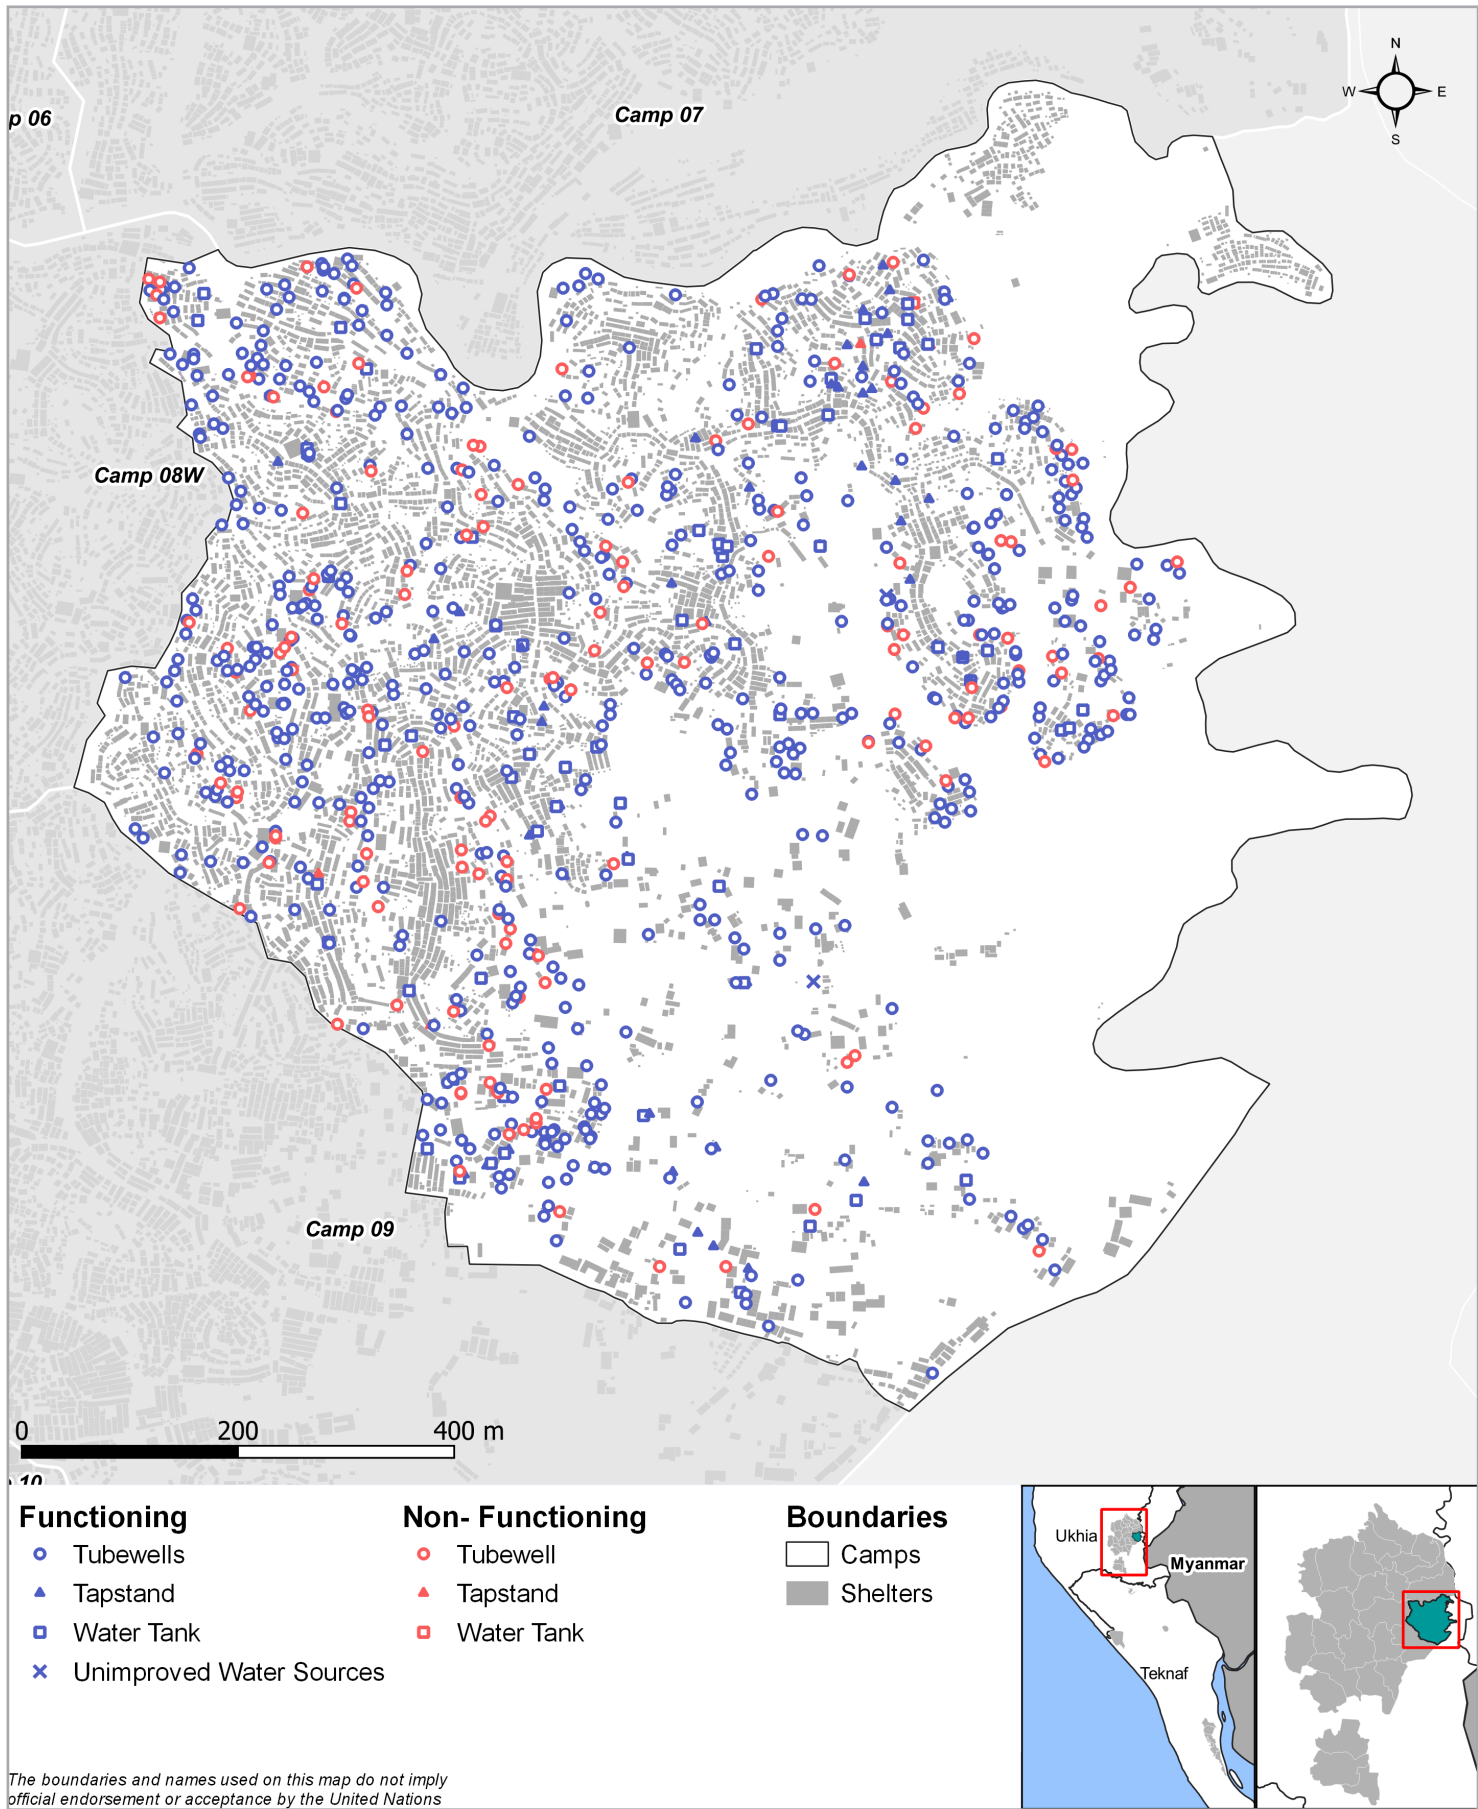 N
W E
S
p 06
Camp 07
Camp 08W
Camp 09
0 200 400 m
10
Functioning
Tubewells
Tapstand
Water Tank
Unimproved Water Sources
Non- Functioning
Tubewell
Tapstand
Water Tank
Boundaries
Camps
Shelters
Ukhia
Myanmar
Teknaf
The boundaries and names used on this map do not imply
official endorsement or acceptance by the United Nations